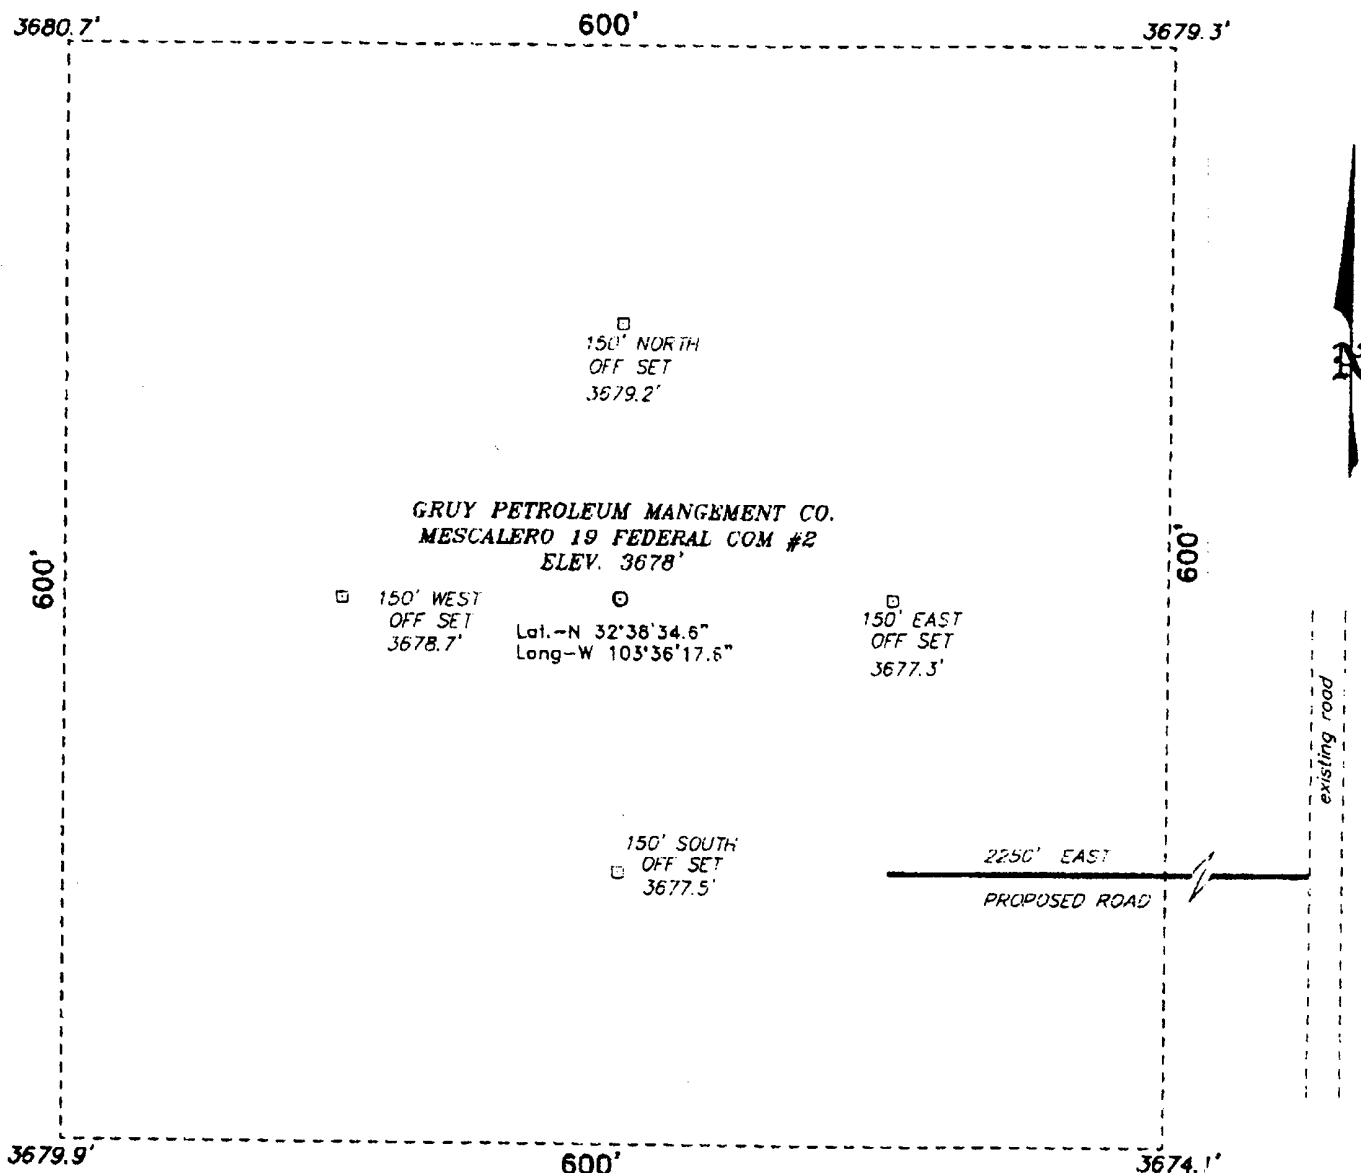 3680.7'
600'
3679.3'
150' NORTH
OFF SET
3679.2'
N
GRUY PETROLEUM MANGEMENT CO.
MESCALERO 19 FEDERAL COM #2
ELEV. 3678'
600'
600'
150' WEST
OFF SET
3678.7'
Lat.-N 32°38'34.6"
Long-W 103°36'17.6"
150' EAST
OFF SET
3677.3'
existing road
150' SOUTH
OFF SET
3677.5'
2250' EAST
PROPOSED ROAD
3679.9'
600'
3674.1'